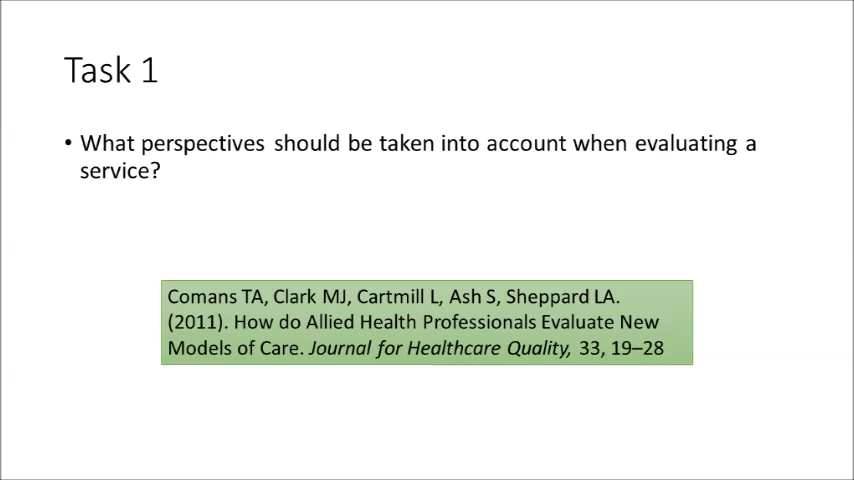 Task 1
• What perspectives should be taken into account when evaluating a
service?
Comans TA, Clark MJ, Cartmill L, Ash S, Sheppard LA.
(2011). How do Allied Health Professionals Evaluate New
Models of Care. Journal for Healthcare Quality, 33, 19–28